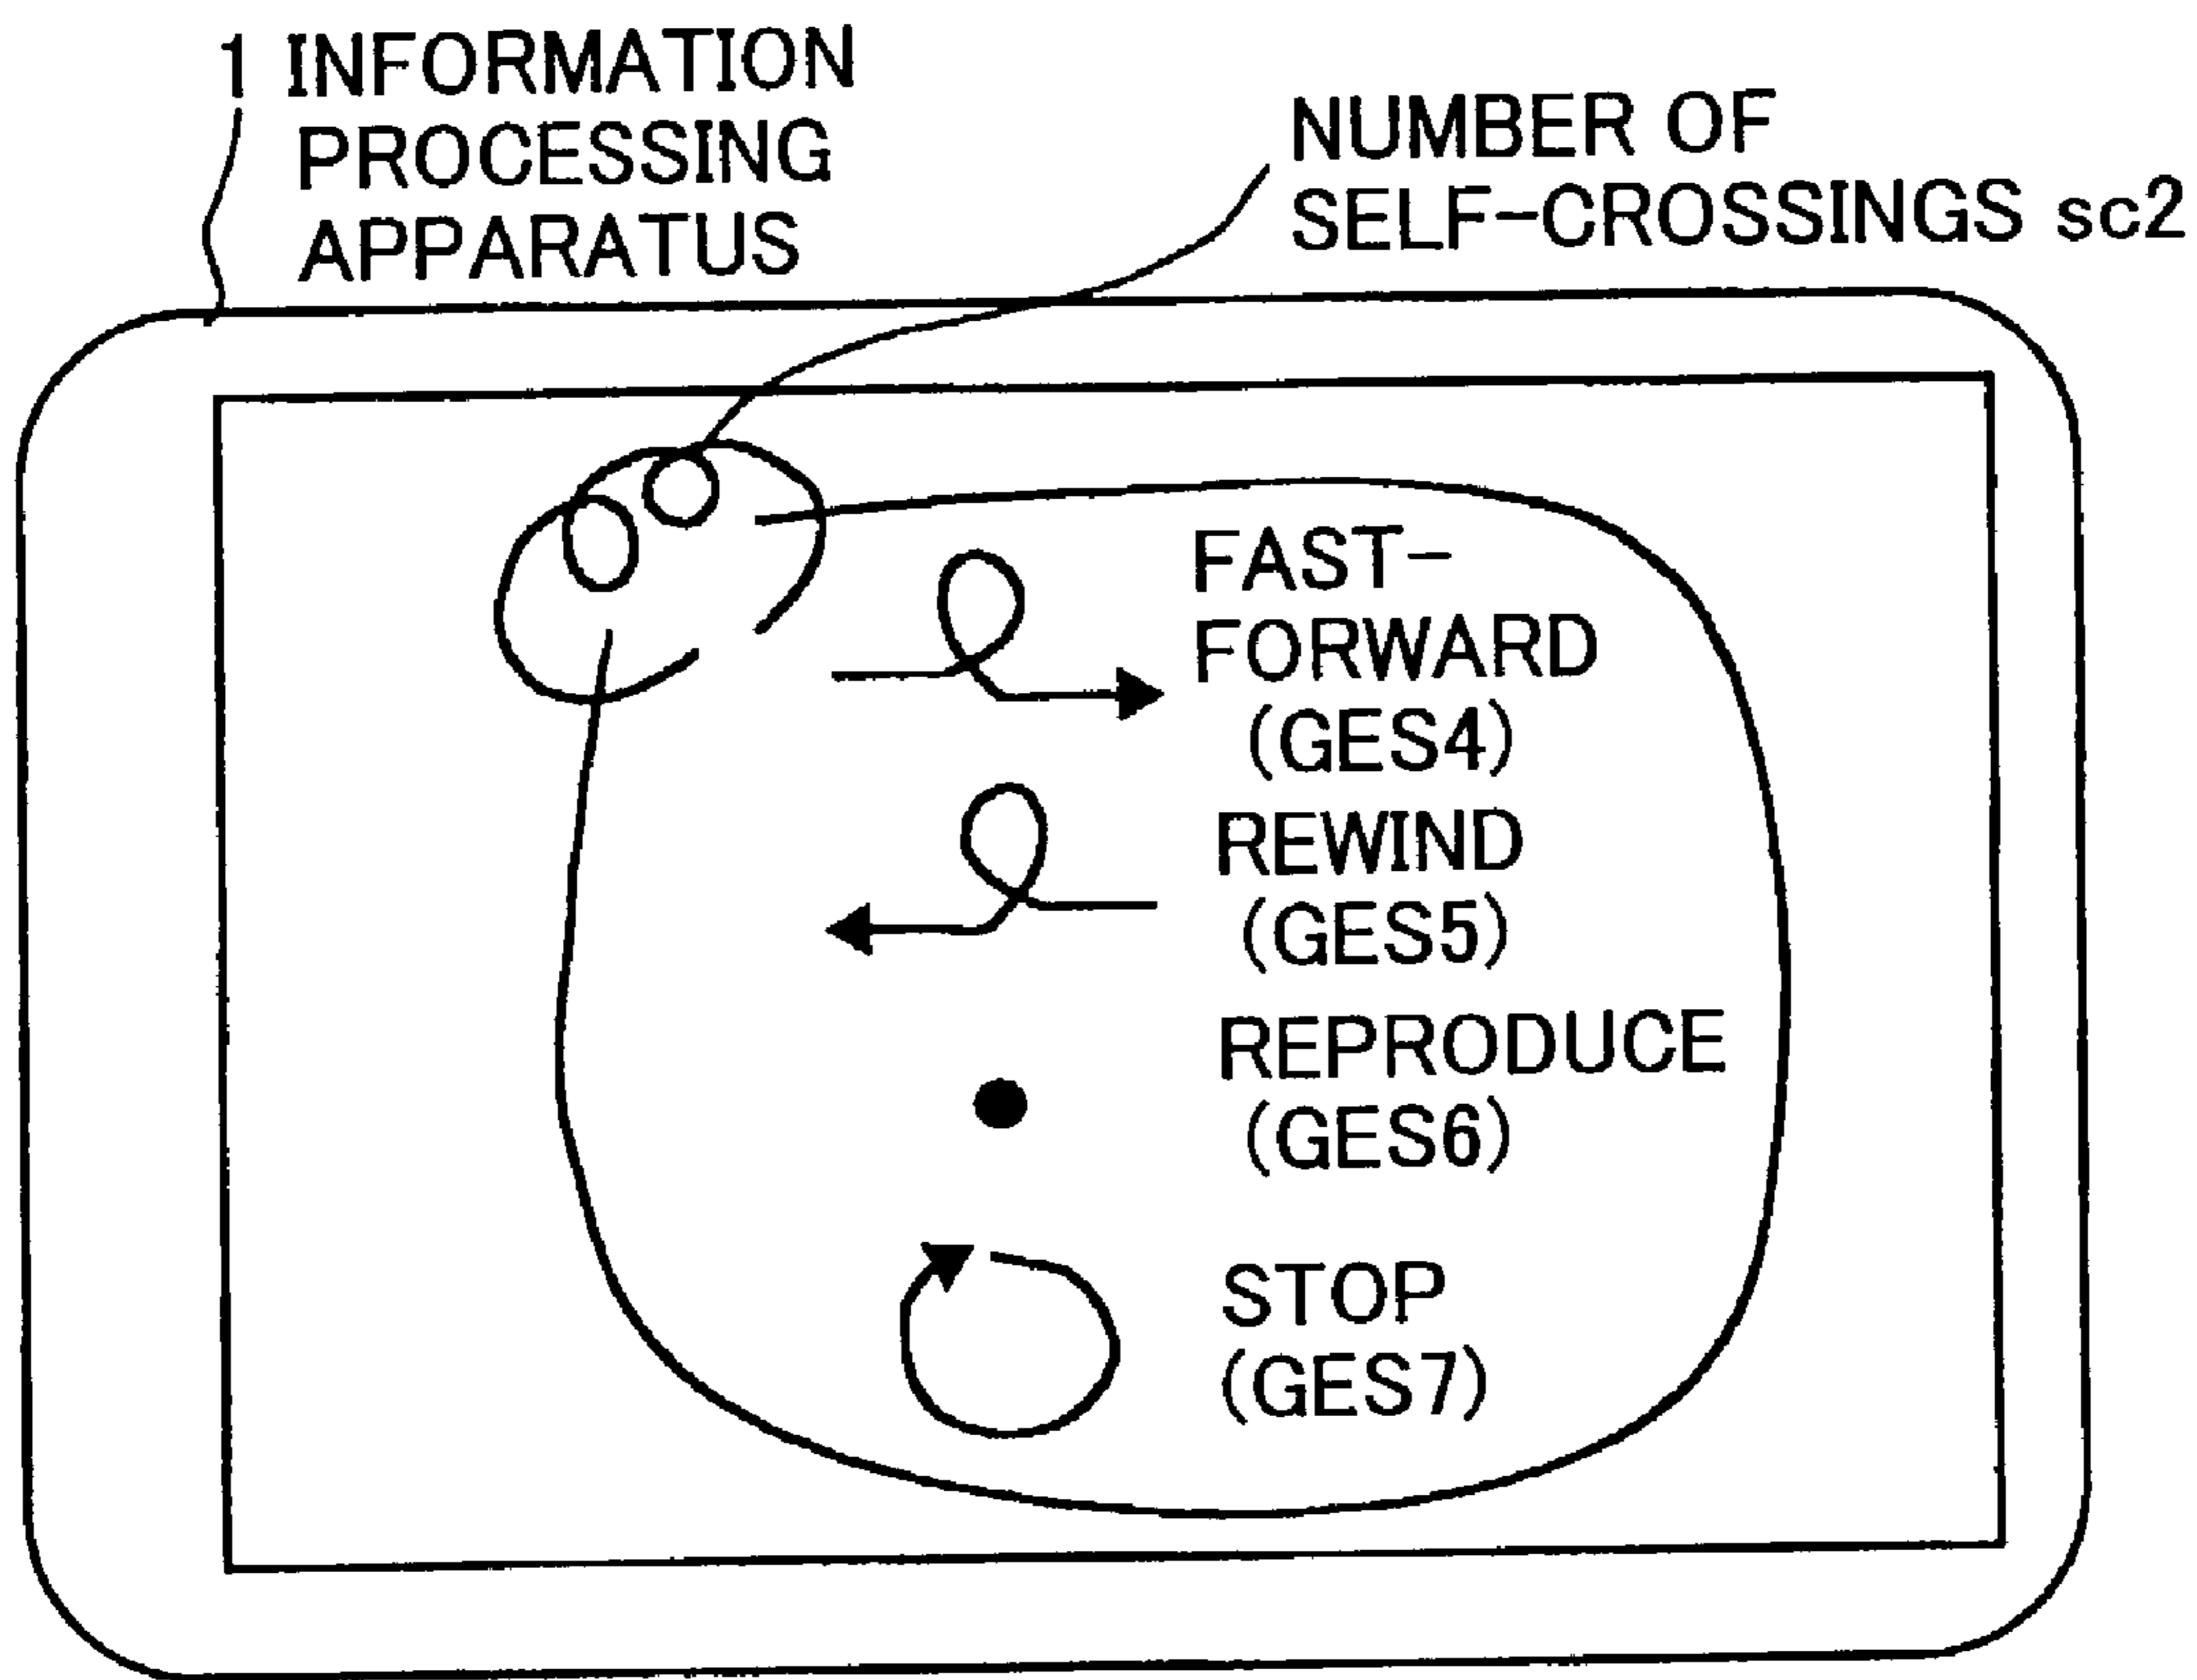 1 INFORMATION
PROCESSING
APPARATUS
NUMBER OF
SELF-CROSSINGS sc2
FAST-
FORWARD
(GES4)
REWIND
(GES5)
REPRODUCE
(GES6)
STOP
(GES7)